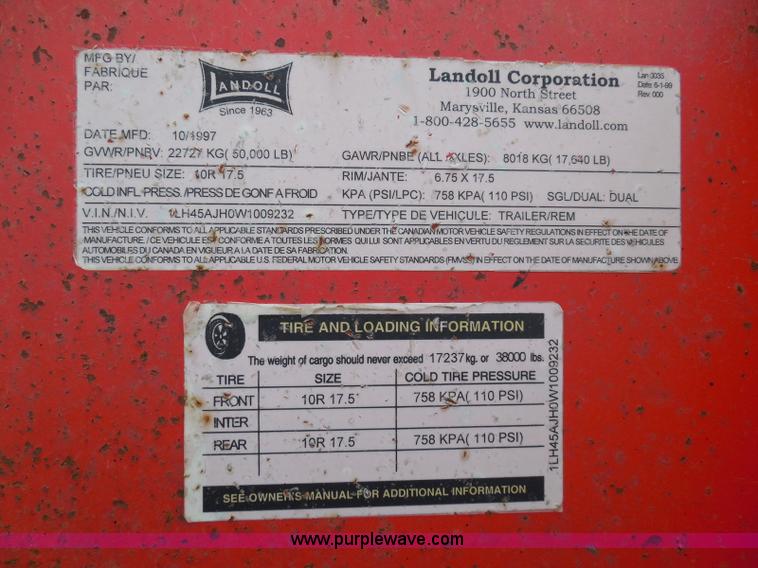 MFG BY/
FABRIQUE
PAR:
LANDOLL
Since 1963
Landoll Corporation
1900 North Street
Marysville, Kansas 66508
1-800-428-5655 www.landoll.com
Lan 3035
Date: 6-1-99
Rev: 000
DATE MFD: 10/1997
GVWR/PNBV: 22727 KG( 50,000 LB) GAWR/PNBE (ALL AXLES): 8018 KG( 17,640 LB)
TIRE/PNEU SIZE: 10R 17.5 RIM/JANTE: 6.75 X 17.5
COLD INFL.PRESS./PRESS DE GONF A FROID KPA (PSI/LPC): 758 KPA( 110 PSI) SGL/DUAL: DUAL
V.I.N./N.I.V. 1LH45AJH0W1009232 TYPE/TYPE DE VEHICULE: TRAILER/REM
THIS VEHICLE CONFORMS TO ALL APPLICABLE STANDARDS PRESCRIBED UNDER THE CANADIAN MOTOR VEHICLE SAFETY REGULATIONS IN EFFECT ON THE DATE OF
MANUFACTURE. / CE VEHICULE EST CONFORME A TOUTES LES NORMES QUI LUI SONT APPLICABLES EN VERTU DU REGLEMENT SUR LA SECURITE DES VEHICULES
AUTOMOBILES DU CANADA EN VIGUEUR A LA DATE DE SA FABRICATION.
THIS VEHICLE CONFORMS TO ALL APPLICABLE U.S. FEDERAL MOTOR VEHICLE SAFETY STANDARDS (FMVSS) IN EFFECT ON THE DATE OF MANUFACTURE SHOWN ABOVE
TIRE AND LOADING INFORMATION
The weight of cargo should never exceed 17237 kg. or 38000 lbs.
TIRE SIZE COLD TIRE PRESSURE
FRONT 10R 17.5 758 KPA( 110 PSI)
INTER
REAR 10R 17.5 758 KPA( 110 PSI)
SEE OWNER'S MANUAL FOR ADDITIONAL INFORMATION
1LH45AJH0W1009232
www.purplewave.com